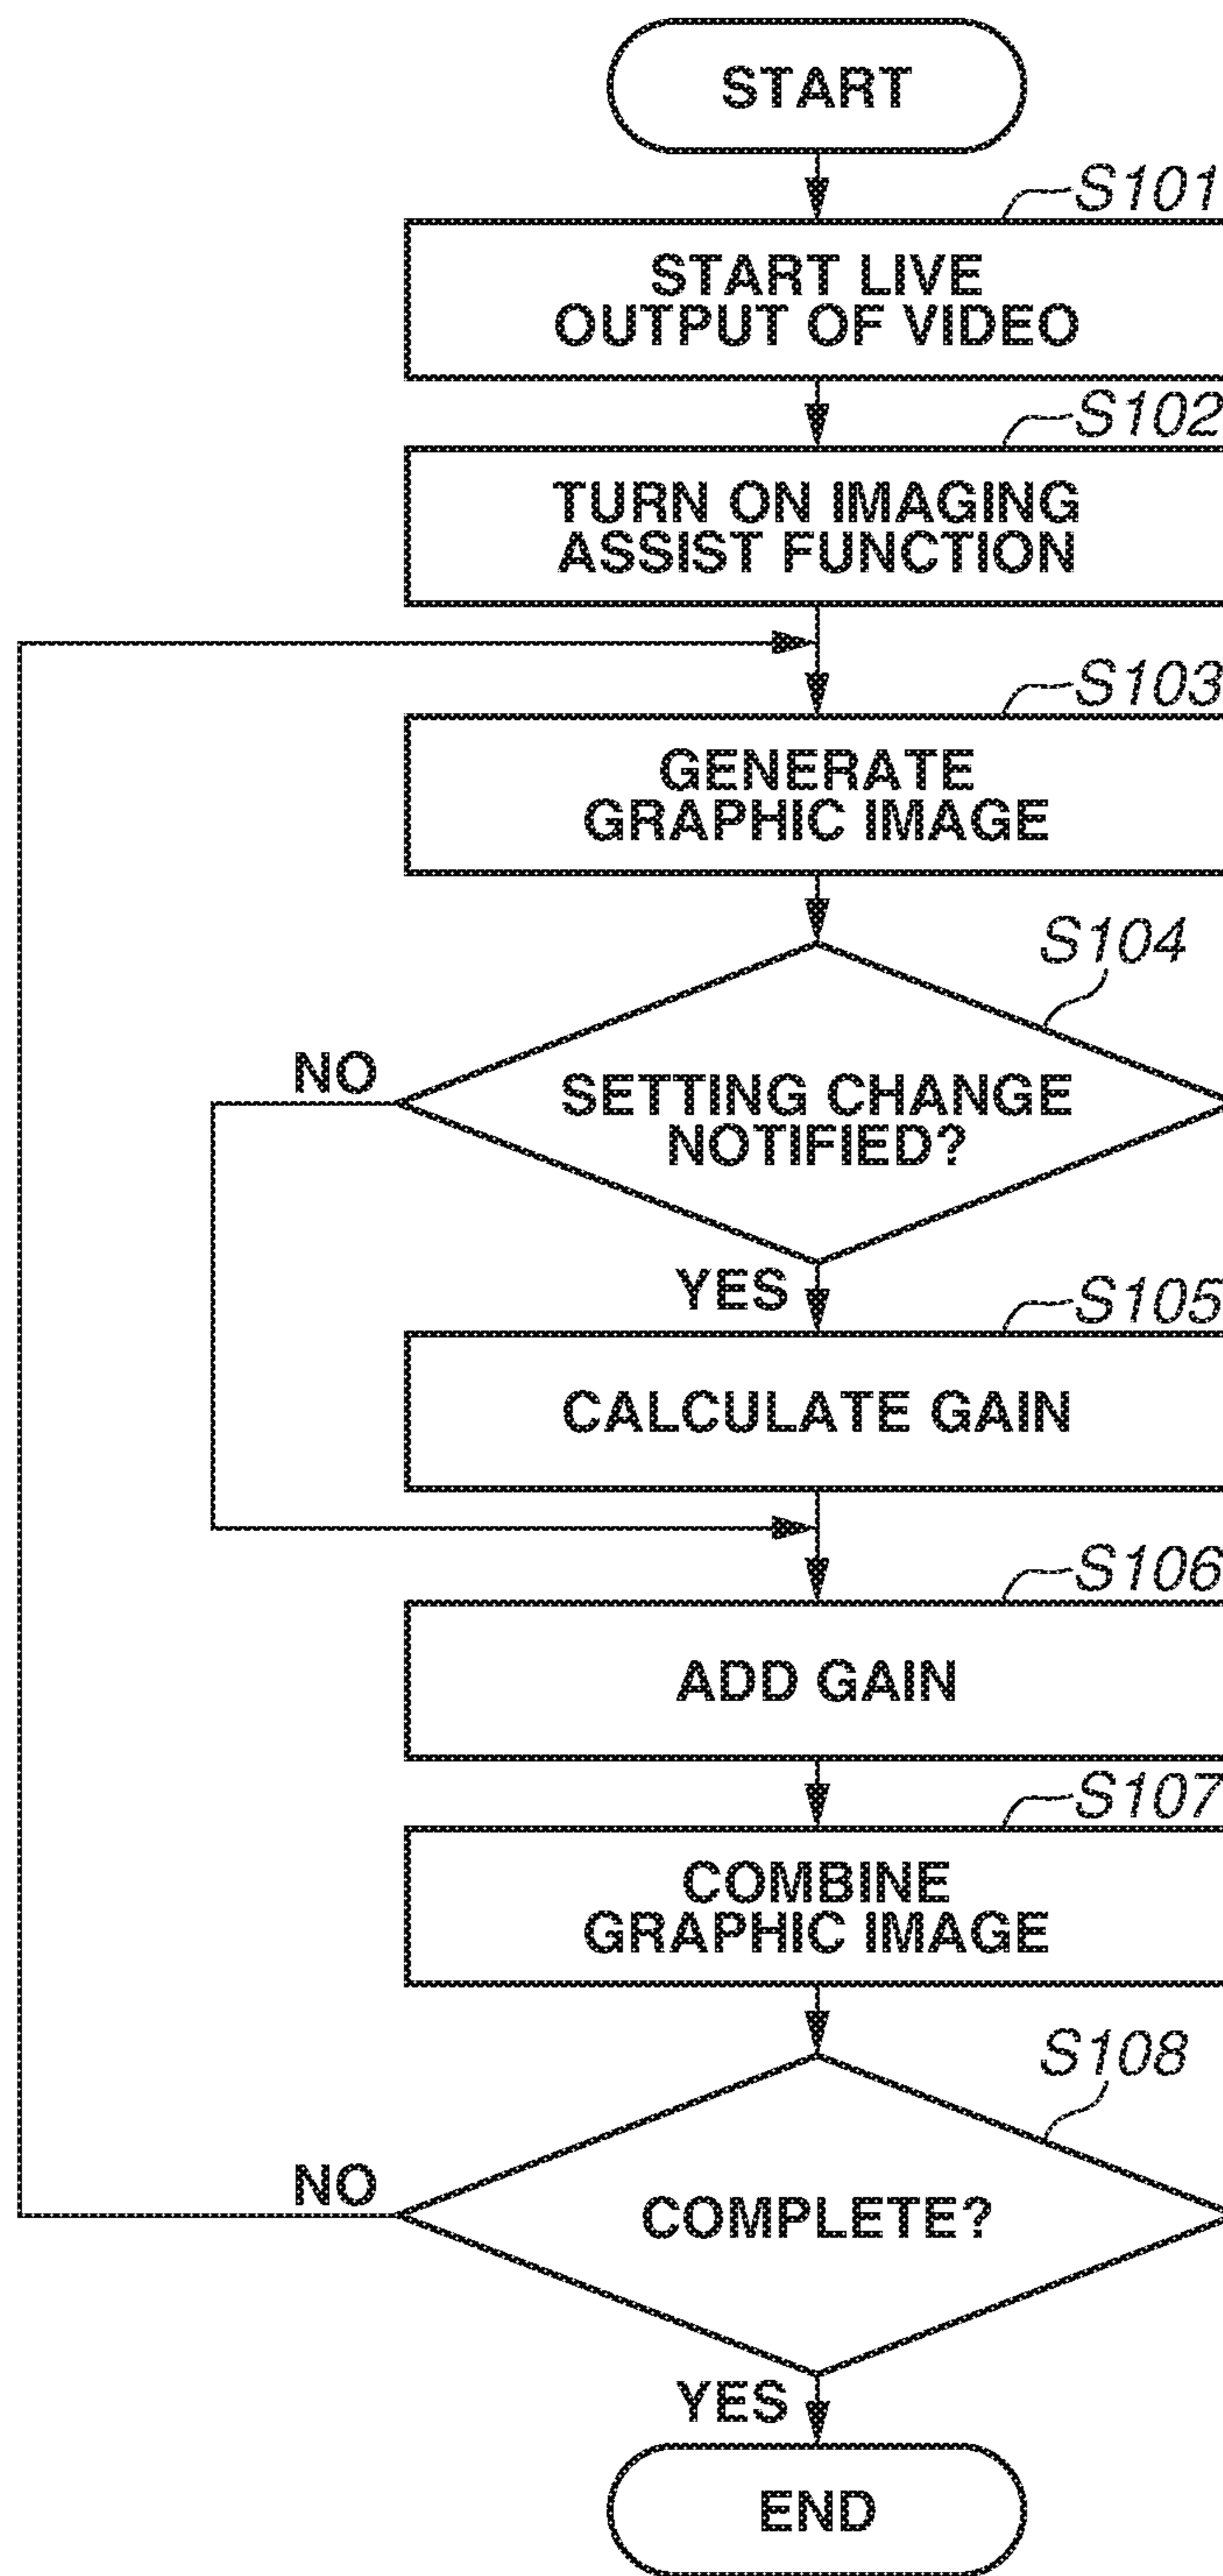 START
S101
START LIVE
OUTPUT OF VIDEO
S102
TURN ON IMAGING
ASSIST FUNCTION
S103
GENERATE
GRAPHIC IMAGE
S104
NO
SETTING CHANGE
NOTIFIED?
YES
S105
CALCULATE GAIN
S106
ADD GAIN
S107
COMBINE
GRAPHIC IMAGE
S108
NO
COMPLETE?
YES
END